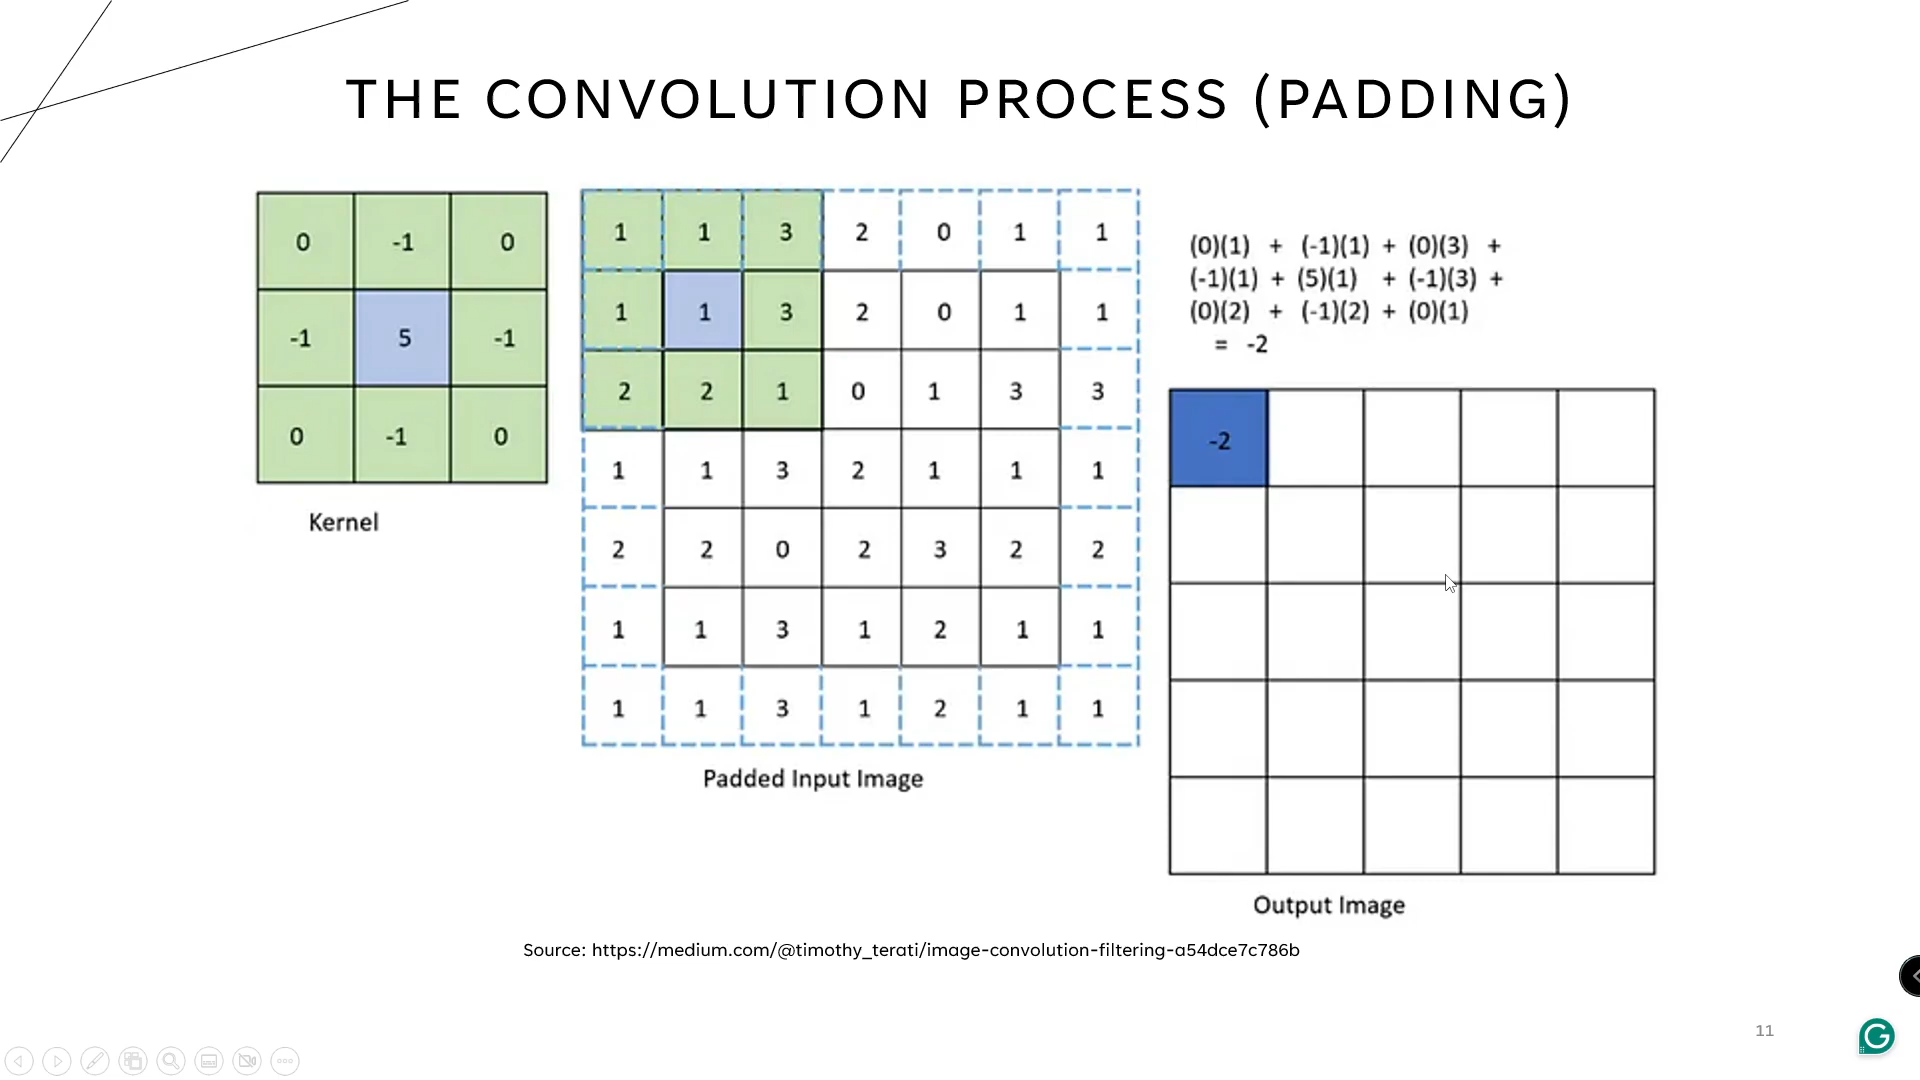 THE CONVOLUTION PROCESS (PADDING)
0 -1 0
-1 5 -1
0 -1 0
Kernel
1 1 3 2 0 1 1
1 1 3 2 0 1 1
2 2 1 0 1 3 3
1 1 3 2 1 1 1
2 2 0 2 3 2 2
1 1 3 1 2 1 1
1 1 3 1 2 1 1
Padded Input Image
(0)(1) + (-1)(1) + (0)(3) +
(-1)(1) + (5)(1) + (-1)(3) +
(0)(2) + (-1)(2) + (0)(1)
= -2
-2
Output Image
Source: https://medium.com/@timothy_terati/image-convolution-filtering-a54dce7c786b
11
G